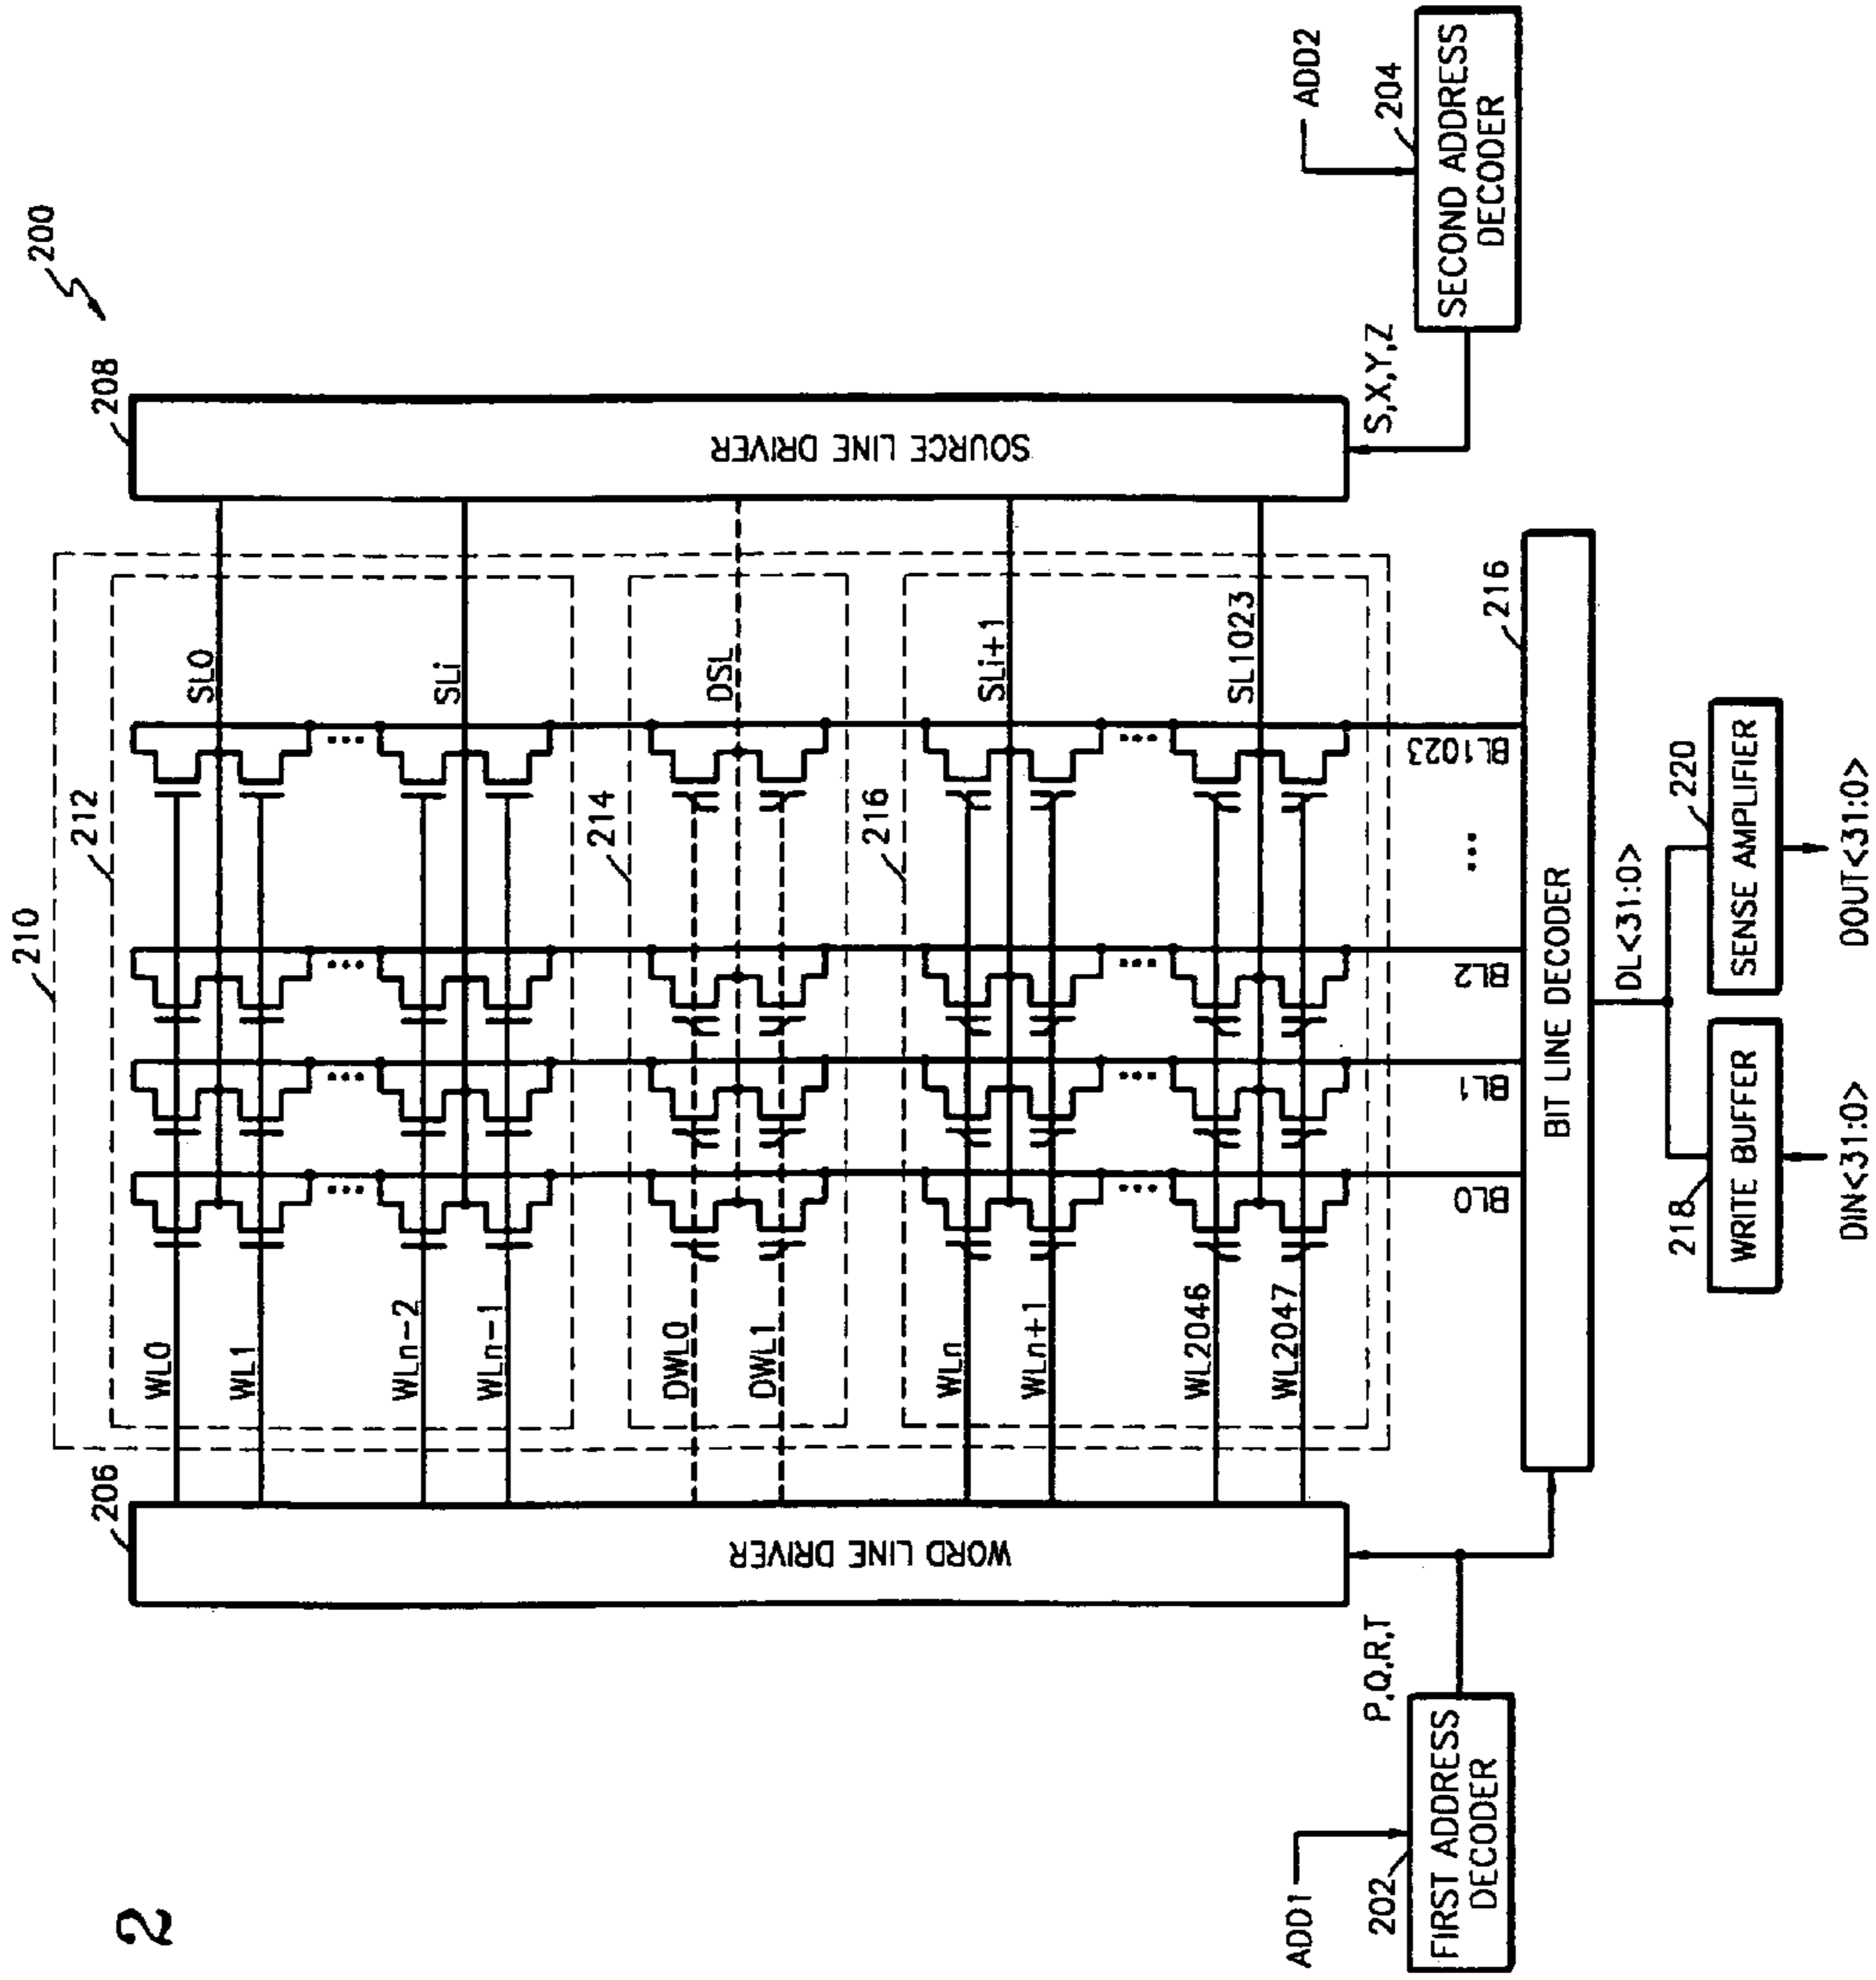 2
200
210
212
208
206
WL0
SL0
WL1
WLn-2
SLi
WLn-1
214
DWL0
DSL
DWL1
WORD LINE DRIVER
SOURCE LINE DRIVER
216
WLn
SLi+1
WLn+1
WL2046
SL1023
WL2047
ADD1
202
FIRST ADDRESS
DECODER
P,Q,R,T
BL0
BL1
BL2
...
BL1023
S,X,Y,Z
ADD2
204
SECOND ADDRESS
DECODER
216
BIT LINE DECODER
DL<31:0>
218
WRITE BUFFER
220
SENSE AMPLIFIER
DIN<31:0>
DOUT<31:0>